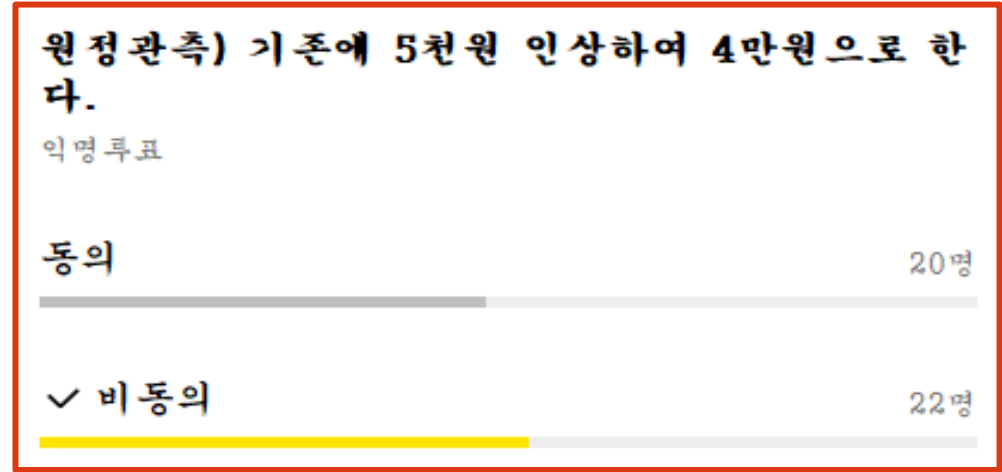 원정관측) 기존에 5천원 인상하여 4만원으로 한
다.
익명투표
동의
20명
비동의
22명